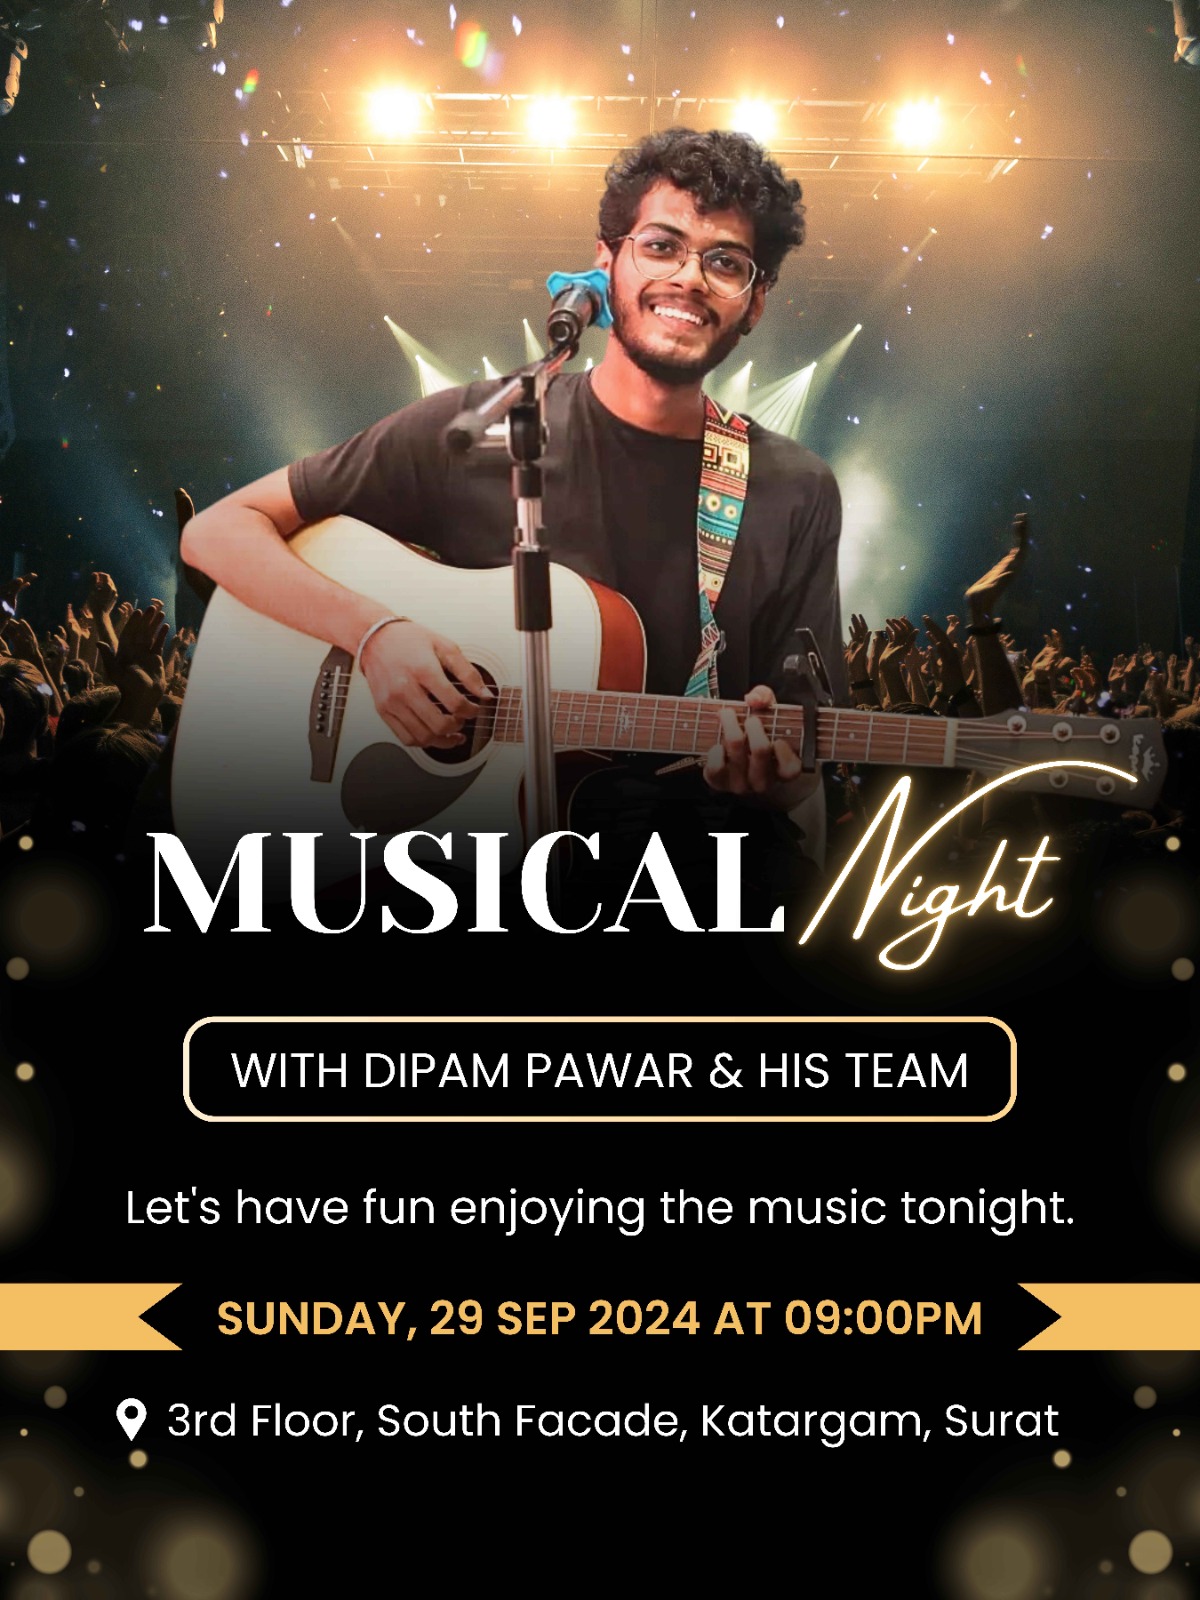 MUSICAL Night
WITH DIPAM PAWAR & HIS TEAM
Let's have fun enjoying the music tonight.
SUNDAY, 29 SEP 2024 AT 09:00PM
3rd Floor, South Facade, Katargam, Surat